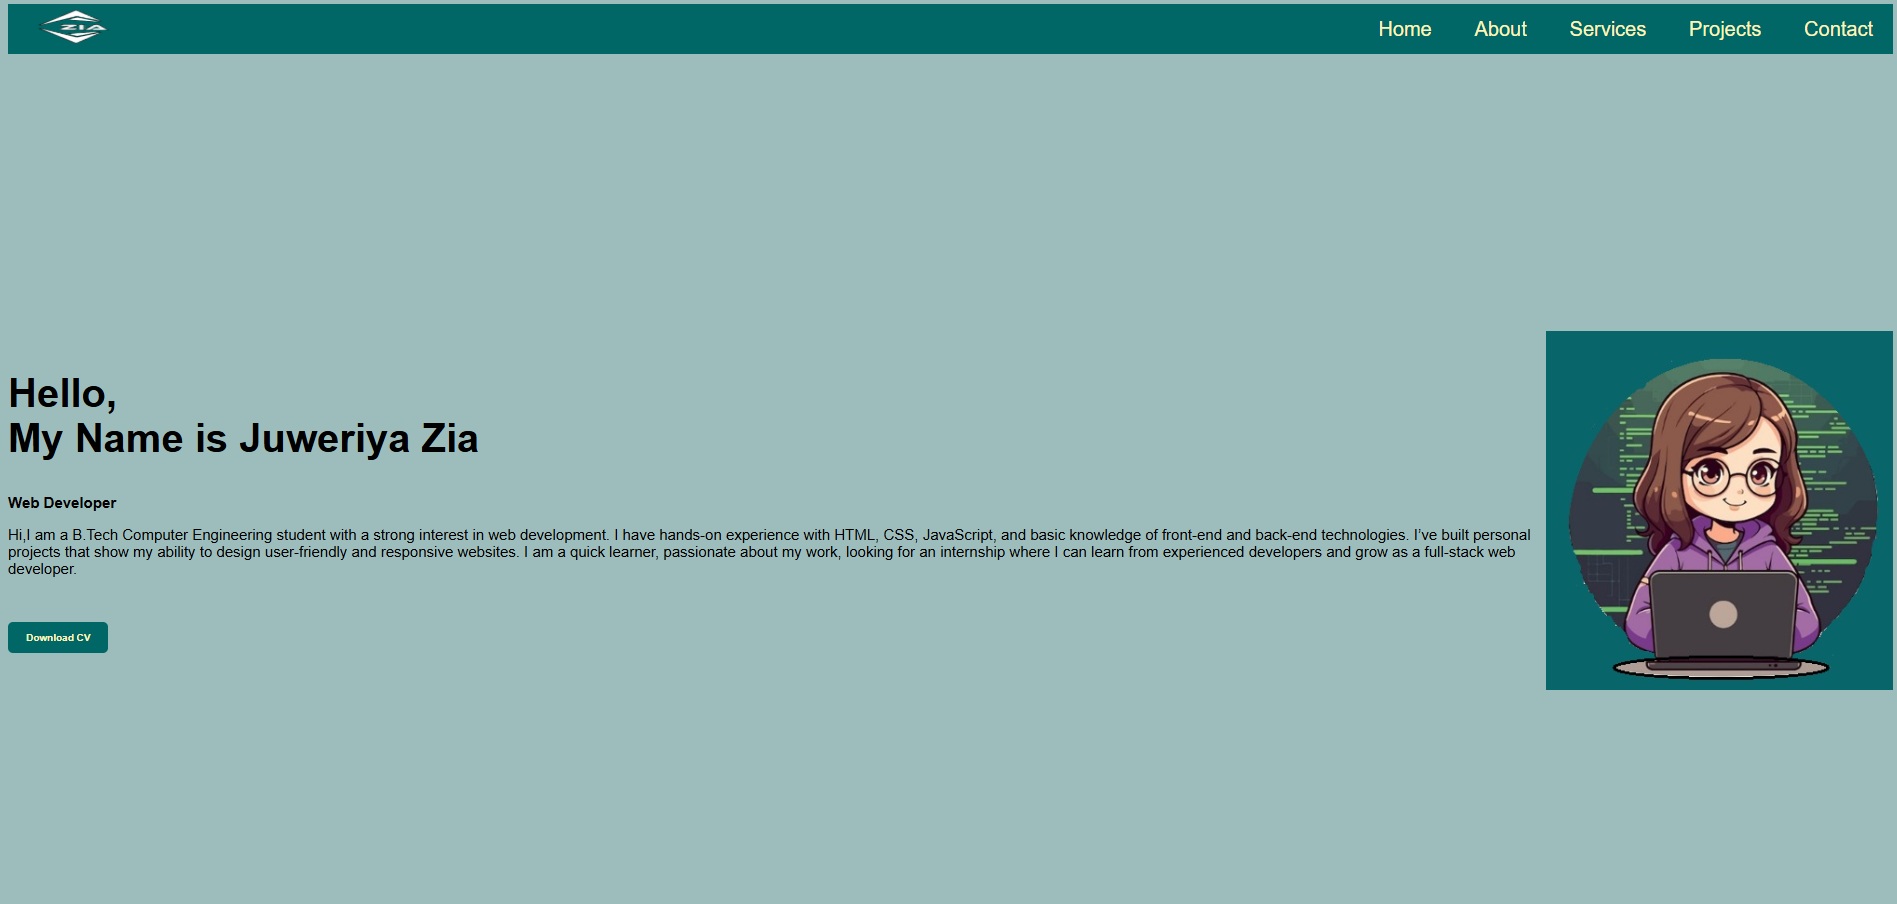 ZIA
Home About Services Projects Contact
Hello,
My Name is Juweriya Zia
Web Developer
Hi,I am a B.Tech Computer Engineering student with a strong interest in web development. I have hands-on experience with HTML, CSS, JavaScript, and basic knowledge of front-end and back-end technologies. I’ve built personal
projects that show my ability to design user-friendly and responsive websites. I am a quick learner, passionate about my work, looking for an internship where I can learn from experienced developers and grow as a full-stack web
developer.
Download CV